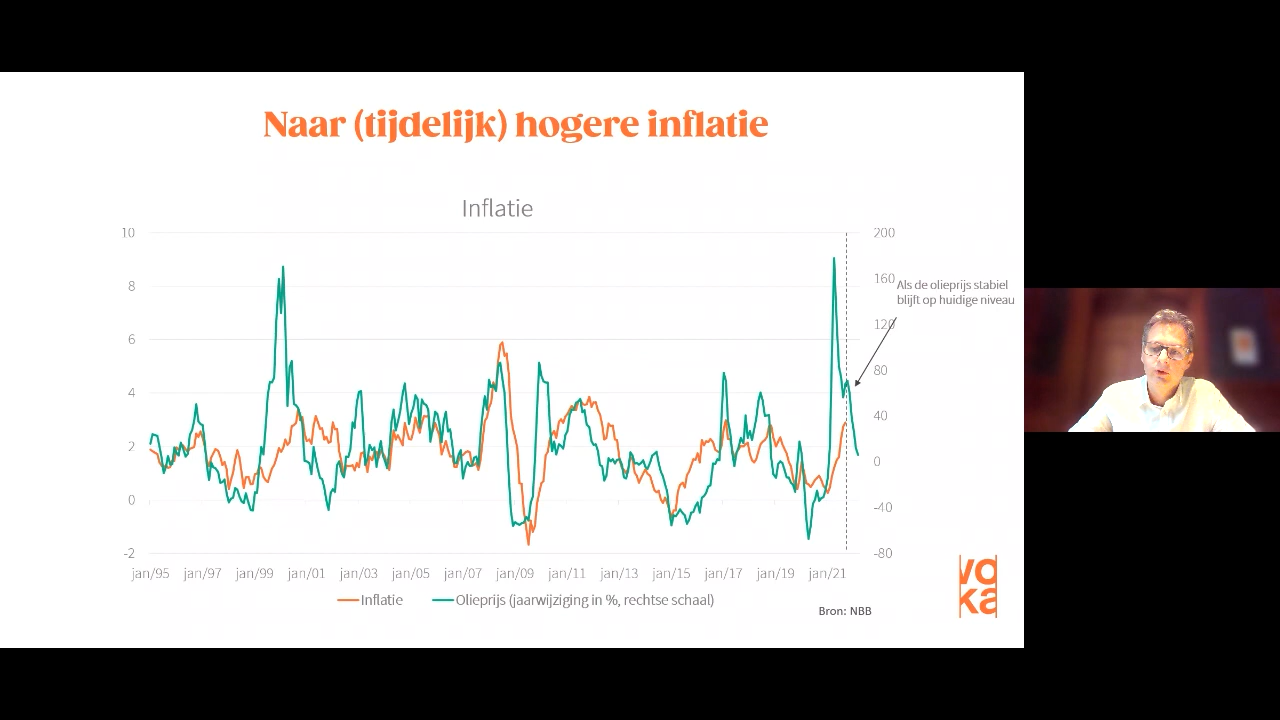 Naar (tijdelijk) hogere inflatie
Inflatie
10
8
6
4
2
0
-2
200
160
120
80
40
0
-40
-80
Als de olieprijs stabiel
blijft op huidige niveau
jan/95 jan/97 jan/99 jan/01 jan/03 jan/05 jan/07 jan/09 jan/11 jan/13 jan/15 jan/17 jan/19 jan/21
Inflatie Olieprijs (jaarwijziging in %, rechtse schaal)
Bron: NBB
vo
ka